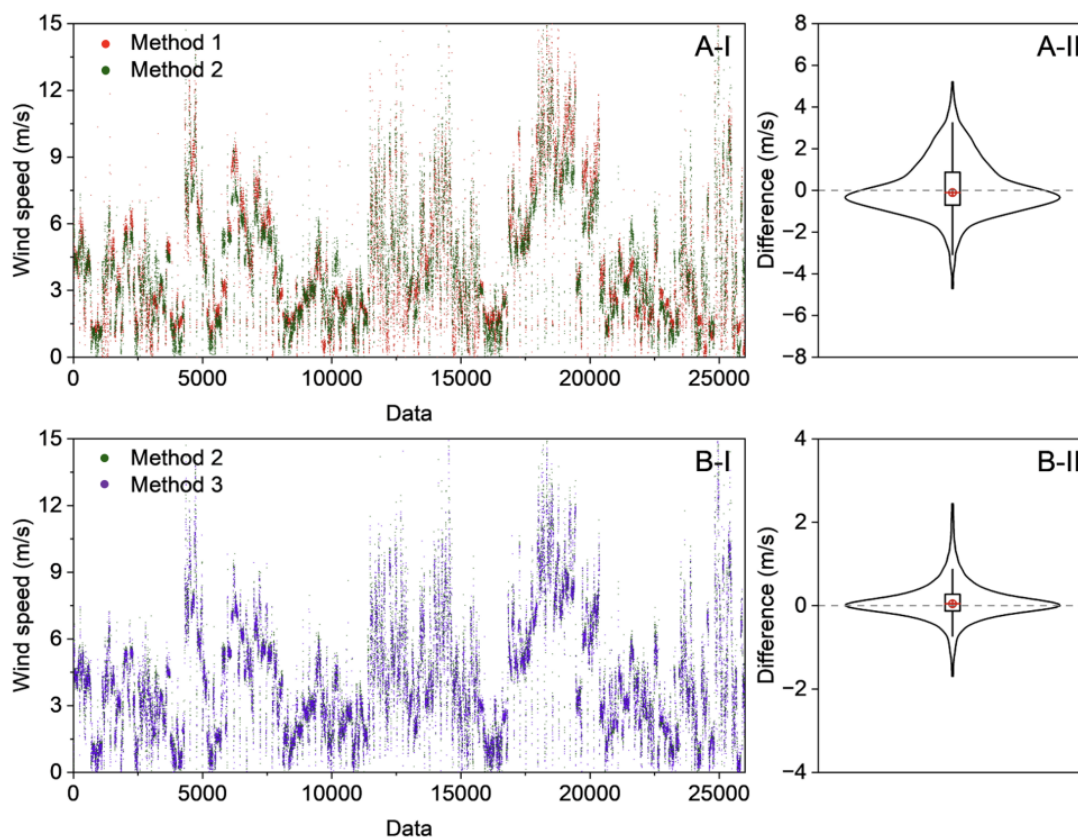 Method 1
Method 2
A-I
Wind speed (m/s)
15
12
9
6
3
0
0 5000 10000 15000 20000 25000
Data
A-II
Difference (m/s)
8
6
4
2
0
−2
−4
−6
−8
Method 2
Method 3
B-I
Wind speed (m/s)
15
12
9
6
3
0
0 5000 10000 15000 20000 25000
Data
B-II
Difference (m/s)
4
2
0
−2
−4